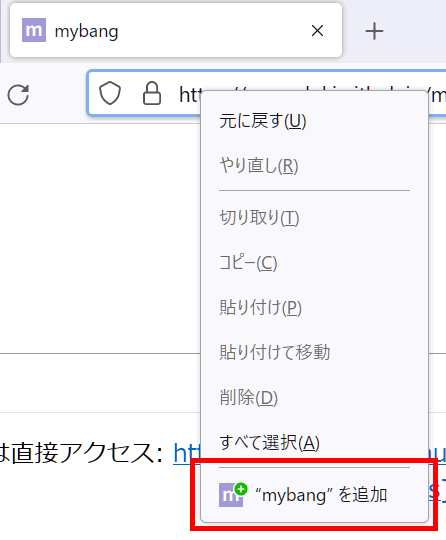 m mybang
https://
元に戻す(U)
やり直し(R)
切り取り(T)
コピー(C)
貼り付け(P)
貼り付けて移動
削除(D)
すべて選択(A)
は直接アクセス:
m “mybang” を追加